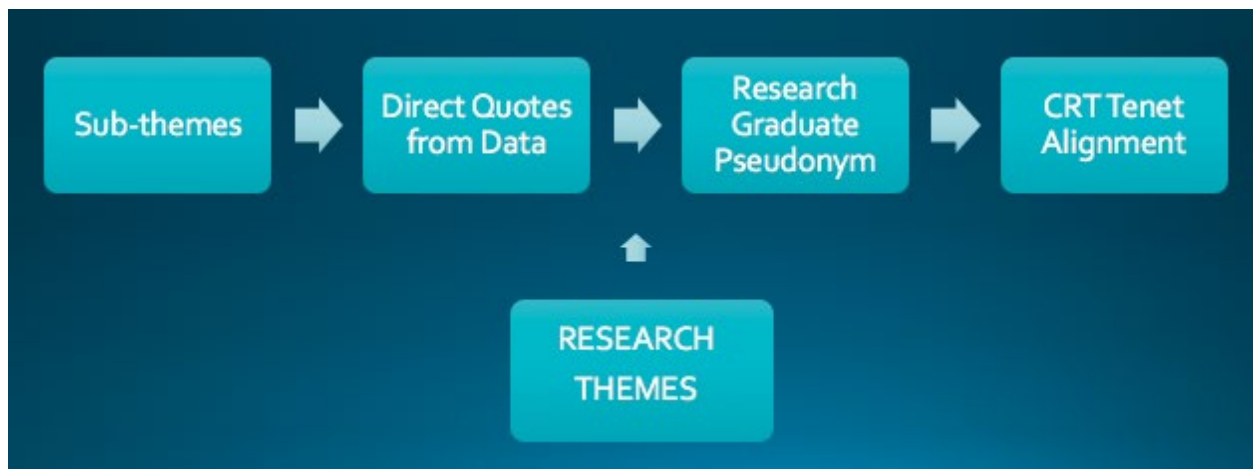 Sub-themes
Direct Quotes
from Data
Research
Graduate
Pseudonym
CRT Tenet
Alignment
RESEARCH
THEMES